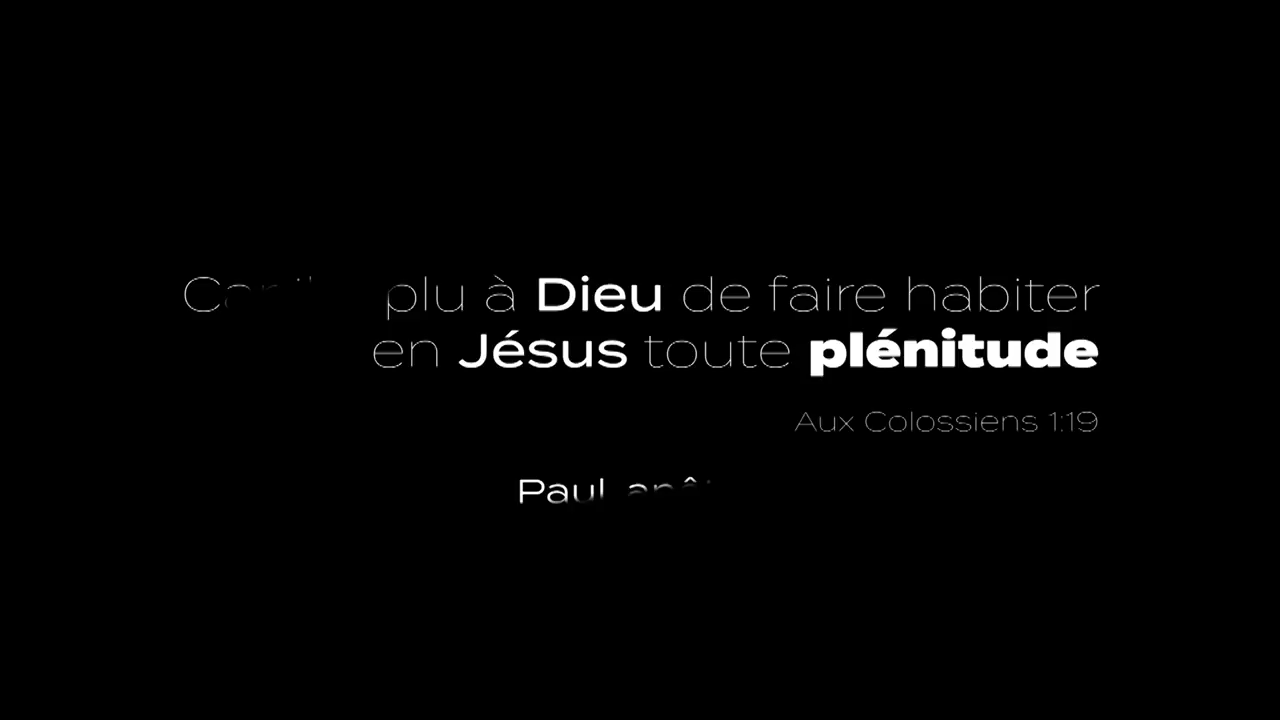 plu à Dieu de faire habiter
en Jésus toute plénitude
Aux Colossiens 1:19
Paul